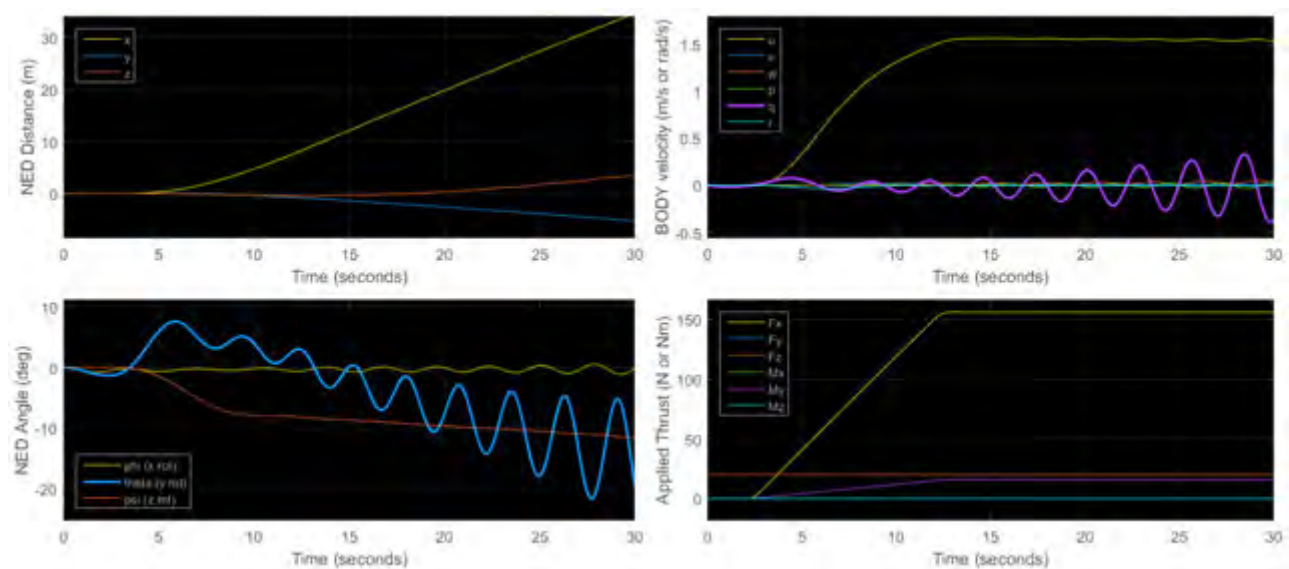 NED Distance (m)
30
20
10
0
x
y
z
0 5 10 15 20 25 30
Time (seconds)
BODY velocity (m/s or rad/s)
1.5
1
0.5
0
-0.5
u
v
w
p
q
r
0 5 10 15 20 25 30
Time (seconds)
NED Angle (deg)
10
0
-10
-20
phi (x rot)
theta (y rot)
psi (z rot)
0 5 10 15 20 25 30
Time (seconds)
Applied Thrust (N or Nm)
150
100
50
0
Fx
Fy
Fz
Mx
My
Mz
0 5 10 15 20 25 30
Time (seconds)